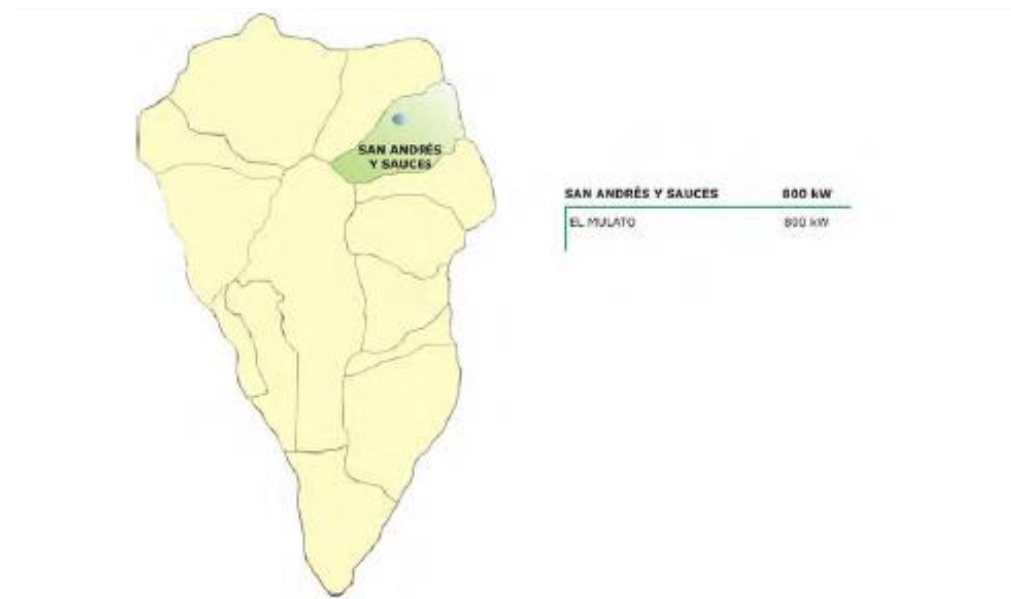 SAN ANDRÉS
Y SAUCES
SAN ANDRÉS Y SAUCES 800 kW
EL MULATO 800 kW